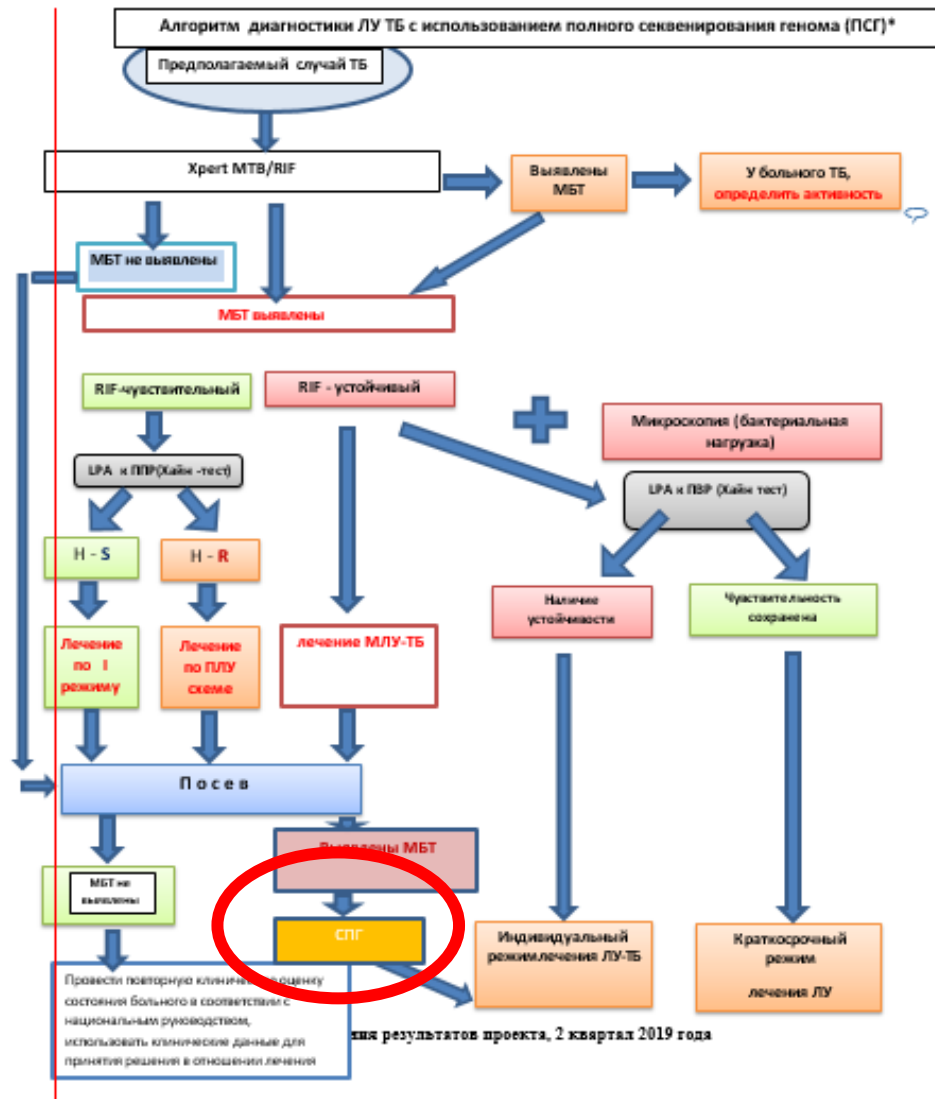 Алгоритм диагностики ЛУ ТБ с использованием полного секвенирования генома (ПСГ)*
Предполагаемый случай ТБ
Xpert MTB/RIF
Выявлены
МБТ
У больного ТБ,
определить активность
МБТ не выявлены
МБТ выявлены
RIF-чувствительный
RIF - устойчивый
Микроскопия (бактериальная
нагрузка)
LPA к ППР(Хайн -тест)
LPA к ПВР (Хайн тест)
Н - S
Н - R
Наличие
устойчивости
Чувствительность
сохранена
Лечение
по I
режиму
Лечение
по ПЛУ
схеме
лечение МЛУ-ТБ
П о с е в
Выявлены МБТ
МБТ не
выявлены
СПГ
Индивидуальный
режимлечения ЛУ-ТБ
Краткосрочный
режим
лечения ЛУ
Провести повторную клиническую оценку
состояния больного в соответствии с
национальным руководством,
использовать клинические данные для
принятия решения в отношении лечения
результатов проекта, 2 квартал 2019 года